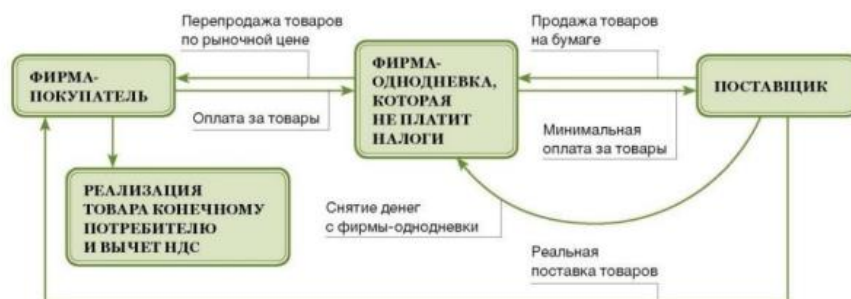 Перепродажа товаров
по рыночной цене
Продажа товаров
на бумаге
ФИРМА-
ПОКУПАТЕЛЬ
ФИРМА-
ОДНОДНЕВКА,
КОТОРАЯ
НЕ ПЛАТИТ
НАЛОГИ
ПОСТАВЩИК
Оплата за товары
Минимальная
оплата за товары
РЕАЛИЗАЦИЯ
ТОВАРА КОНЕЧНОМУ
ПОТРЕБИТЕЛЮ
И ВЫЧЕТ НДС
Снятие денег
с фирмы-однодневки
Реальная
поставка товаров